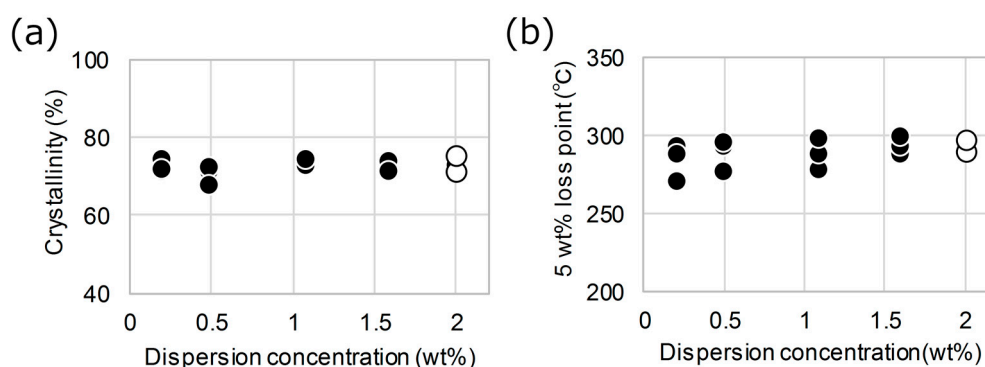 (a)
Crystallinity (%)
100
80
60
40
0 0.5 1 1.5 2
Dispersion concentration (wt%)
(b)
5 wt% loss point (℃)
350
300
250
200
0 0.5 1 1.5 2
Dispersion concentration(wt%)